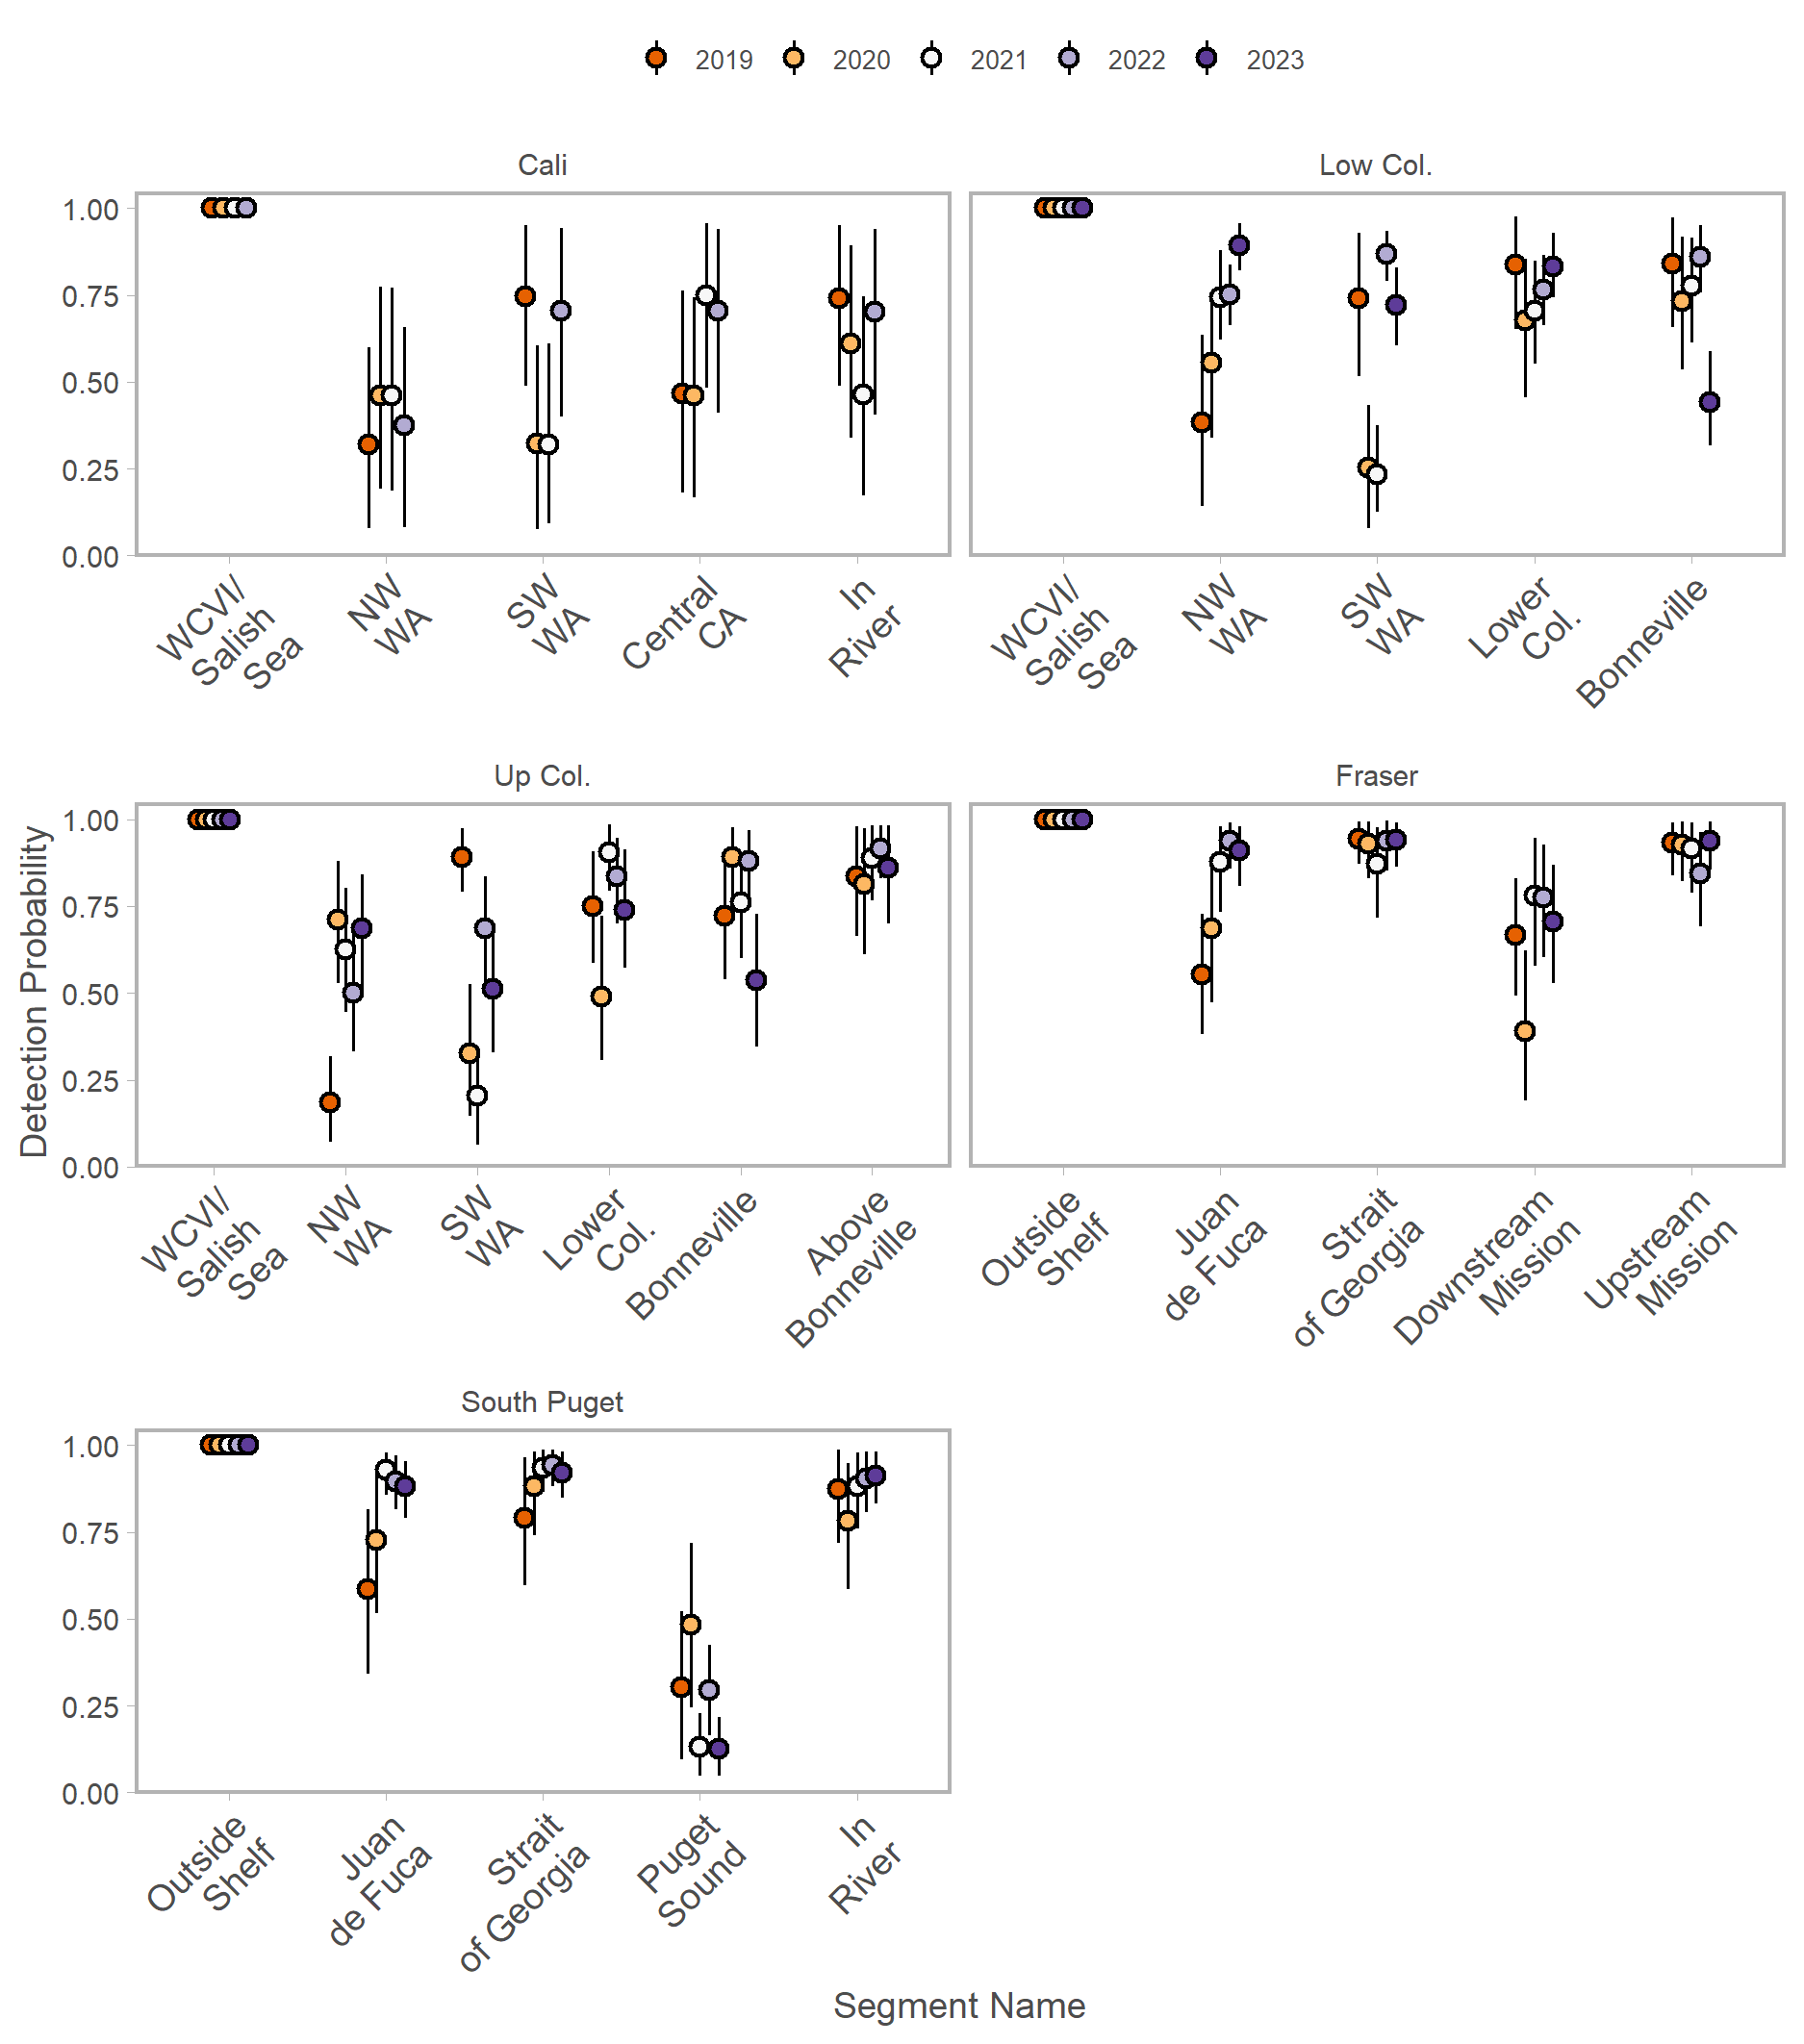 2019 2020 2021 2022 2023
Cali
Low Col.
1.00
0.75
0.50
0.25
0.00
WCVI/
Salish
Sea
NW
WA
SW
WA
Central
CA
In
River
WCVI/
Salish
Sea
NW
WA
SW
WA
Lower
Col.
Bonneville
Up Col.
Fraser
Detection Probability
1.00
0.75
0.50
0.25
0.00
WCVI/
Salish
Sea
NW
WA
SW
WA
Lower
Col.
Bonneville
Above
Bonneville
Outside
Shelf
Juan
de Fuca
Strait
of Georgia
Downstream
Mission
Upstream
Mission
South Puget
1.00
0.75
0.50
0.25
0.00
Outside
Shelf
Juan
de Fuca
Strait
of Georgia
Puget
Sound
In
River
Segment Name